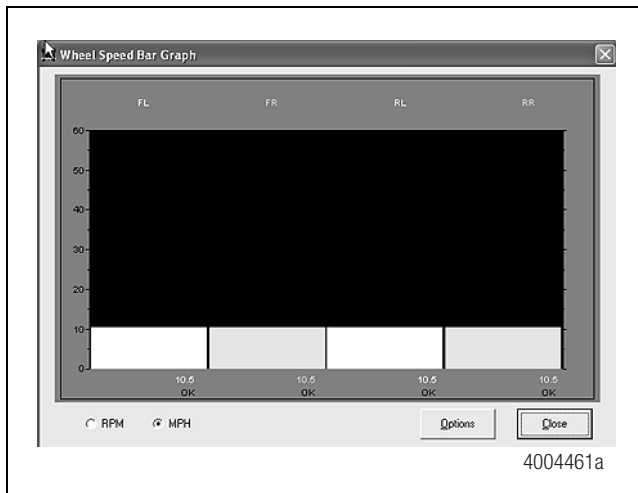 Wheel Speed Bar Graph
FL FR RL RR
60
50
40
30
20
10
0
10.5 10.5 10.5 10.5
OK OK OK OK
RPM MPH Options Close
4004461a